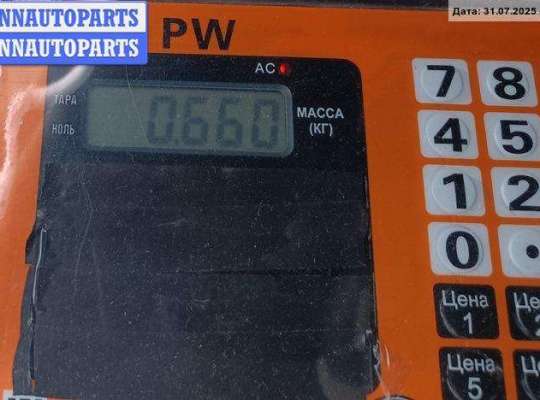 NNAUTOPARTS
NNAUTOPARTS
Дата: 31.07.2025
PW
AC
ТАРА
НОЛЬ
0.660
МАССА
(КГ)
7 8
4 5
1 2
0 .
Цена
1
Цена
5